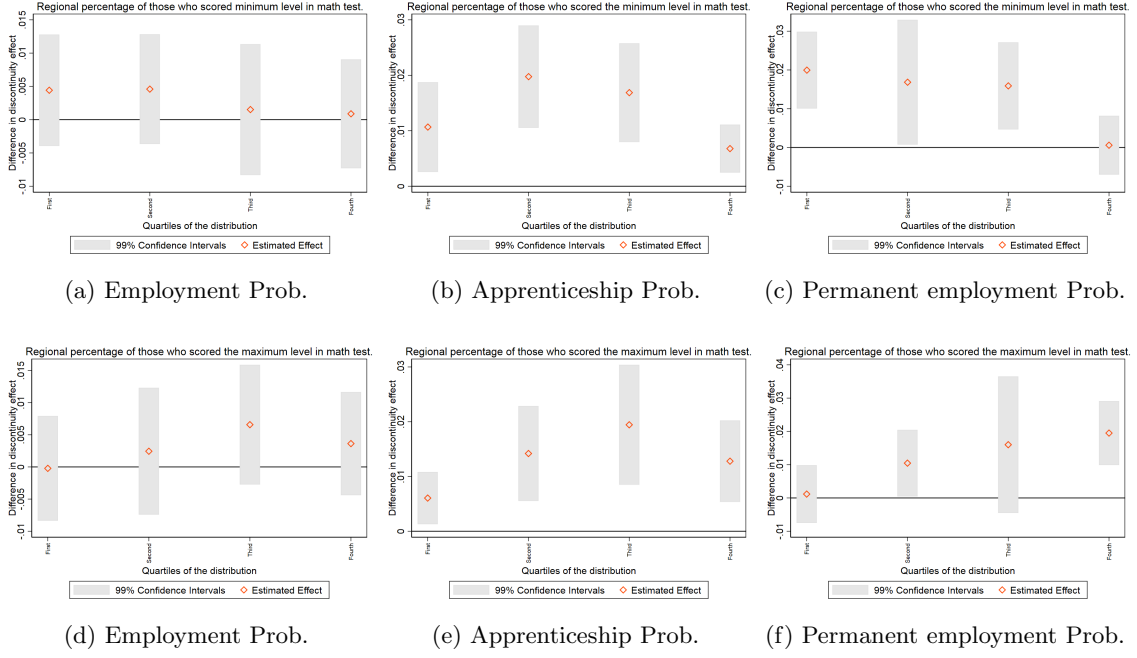 Regional percentage of those who scored minimum level in math test.
Difference in discontinuity effect
-.01 -.005 0 .005 .01 .015
First Second Third Fourth
Quartiles of the distribution
99% Confidence Intervals Estimated Effect
(a) Employment Prob.
Regional percentage of those who scored the minimum level in math test.
Difference in discontinuity effect
0 .01 .02 .03
First Second Third Fourth
Quartiles of the distribution
99% Confidence Intervals Estimated Effect
(b) Apprenticeship Prob.
Regional percentage of those who scored the minimum level in math test.
Difference in discontinuity effect
-.01 0 .01 .02 .03
First Second Third Fourth
Quartiles of the distribution
99% Confidence Intervals Estimated Effect
(c) Permanent employment Prob.
Regional percentage of those who scored the maximum level in math test.
Difference in discontinuity effect
-.01 -.005 0 .005 .01 .015
First Second Third Fourth
Quartiles of the distribution
99% Confidence Intervals Estimated Effect
(d) Employment Prob.
Regional percentage of those who scored the maximum level in math test.
Difference in discontinuity effect
0 .01 .02 .03
First Second Third Fourth
Quartiles of the distribution
99% Confidence Intervals Estimated Effect
(e) Apprenticeship Prob.
Regional percentage of those who scored the maximum level in math test.
Difference in discontinuity effect
-.01 0 .01 .02 .03 .04
First Second Third Fourth
Quartiles of the distribution
99% Confidence Intervals Estimated Effect
(f) Permanent employment Prob.